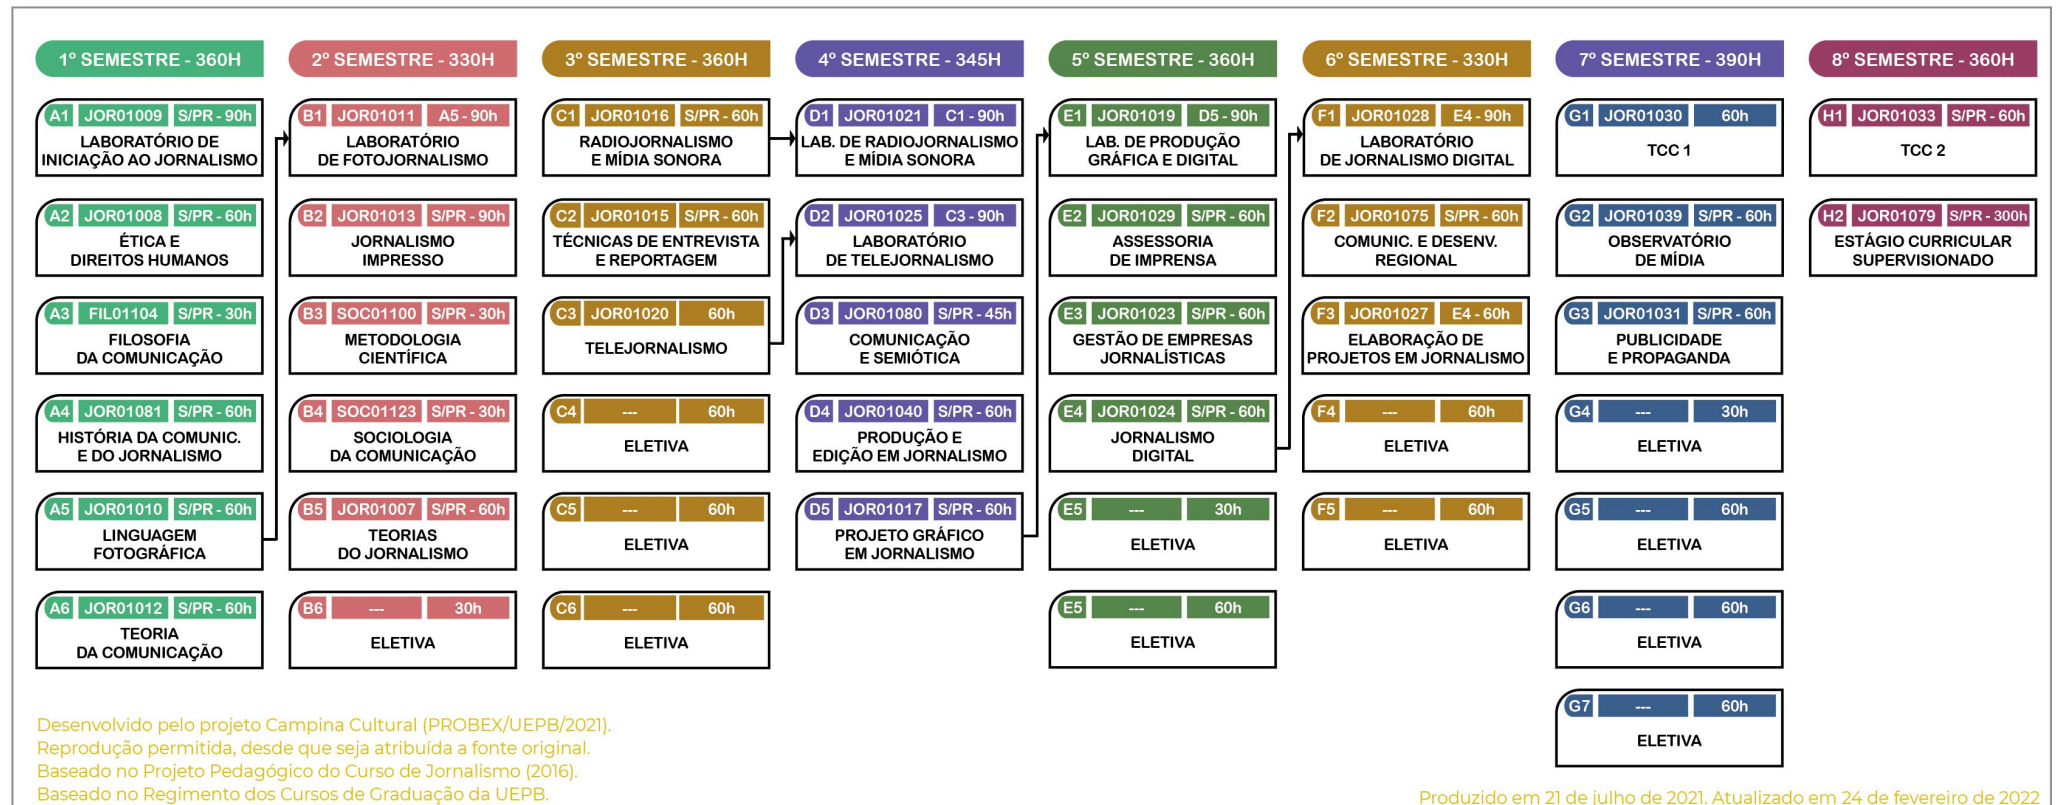 1º SEMESTRE - 360H
A1 JOR01009 S/PR - 90h
LABORATÓRIO DE
INICIAÇÃO AO JORNALISMO
A2 JOR01008 S/PR - 60h
ÉTICA E
DIREITOS HUMANOS
A3 FIL01104 S/PR - 30h
FILOSOFIA
DA COMUNICAÇÃO
A4 JOR01081 S/PR - 60h
HISTÓRIA DA COMUNIC.
E DO JORNALISMO
A5 JOR01010 S/PR - 60h
LINGUAGEM
FOTOGRÁFICA
A6 JOR01012 S/PR - 60h
TEORIA
DA COMUNICAÇÃO
2º SEMESTRE - 330H
B1 JOR01011 A5 - 90h
LABORATÓRIO
DE FOTOJORNALISMO
B2 JOR01013 S/PR - 90h
JORNALISMO
IMPRESSO
B3 SOC01100 S/PR - 30h
METODOLOGIA
CIENTÍFICA
B4 SOC01123 S/PR - 30h
SOCIOLOGIA
DA COMUNICAÇÃO
B5 JOR01007 S/PR - 60h
TEORIAS
DO JORNALISMO
B6 --- 30h
ELETIVA
3º SEMESTRE - 360H
C1 JOR01016 S/PR - 60h
RADIOJORNALISMO
E MÍDIA SONORA
C2 JOR01015 S/PR - 60h
TÉCNICAS DE ENTREVISTA
E REPORTAGEM
C3 JOR01020 60h
TELEJORNALISMO
C4 --- 60h
ELETIVA
C5 --- 60h
ELETIVA
C6 --- 60h
ELETIVA
4º SEMESTRE - 345H
D1 JOR01021 C1 - 90h
LAB. DE RADIOJORNALISMO
E MÍDIA SONORA
D2 JOR01025 C3 - 90h
LABORATÓRIO
DE TELEJORNALISMO
D3 JOR01080 S/PR - 45h
COMUNICAÇÃO
E SEMIÓTICA
D4 JOR01040 S/PR - 60h
PRODUÇÃO E
EDIÇÃO EM JORNALISMO
D5 JOR01017 S/PR - 60h
PROJETO GRÁFICO
EM JORNALISMO
5º SEMESTRE - 360H
E1 JOR01019 D5 - 90h
LAB. DE PRODUÇÃO
GRÁFICA E DIGITAL
E2 JOR01029 S/PR - 60h
ASSESSORIA
DE IMPRENSA
E3 JOR01023 S/PR - 60h
GESTÃO DE EMPRESAS
JORNALÍSTICAS
E4 JOR01024 S/PR - 60h
JORNALISMO
DIGITAL
E5 --- 30h
ELETIVA
E5 --- 60h
ELETIVA
6º SEMESTRE - 330H
F1 JOR01028 E4 - 90h
LABORATÓRIO
DE JORNALISMO DIGITAL
F2 JOR01075 S/PR - 60h
COMUNIC. E DESENV.
REGIONAL
F3 JOR01027 E4 - 60h
ELABORAÇÃO DE
PROJETOS EM JORNALISMO
F4 --- 60h
ELETIVA
F5 --- 60h
ELETIVA
7º SEMESTRE - 390H
G1 JOR01030 60h
TCC 1
G2 JOR01039 S/PR - 60h
OBSERVATÓRIO
DE MÍDIA
G3 JOR01031 S/PR - 60h
PUBLICIDADE
E PROPAGANDA
G4 --- 30h
ELETIVA
G5 --- 60h
ELETIVA
G6 --- 60h
ELETIVA
G7 --- 60h
ELETIVA
8º SEMESTRE - 360H
H1 JOR01033 S/PR - 60h
TCC 2
H2 JOR01079 S/PR - 300h
ESTÁGIO CURRICULAR
SUPERVISIONADO
Desenvolvido pelo projeto Campina Cultural (PROBEX/UEPB/2021).
Reprodução permitida, desde que seja atribuída a fonte original.
Baseado no Projeto Pedagógico do Curso de Jornalismo (2016).
Baseado no Regimento dos Cursos de Graduação da UEPB.
Produzido em 21 de julho de 2021. Atualizado em 24 de fevereiro de 2022